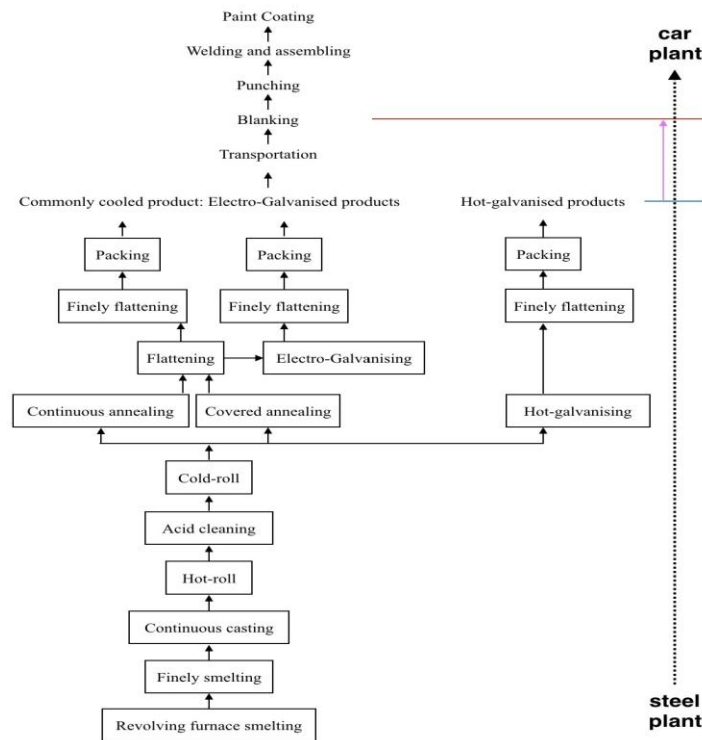 Paint Coating
car
plant
Welding and assembling
Punching
Blanking
Transportation
Commonly cooled product: Electro-Galvanised products
Hot-galvanised products
Packing
Packing
Packing
Finely flattening
Finely flattening
Finely flattening
Flattening
Electro-Galvanising
Continuous annealing
Covered annealing
Hot-galvanising
Cold-roll
Acid cleaning
Hot-roll
Continuous casting
Finely smelting
Revolving furnace smelting
steel
plant